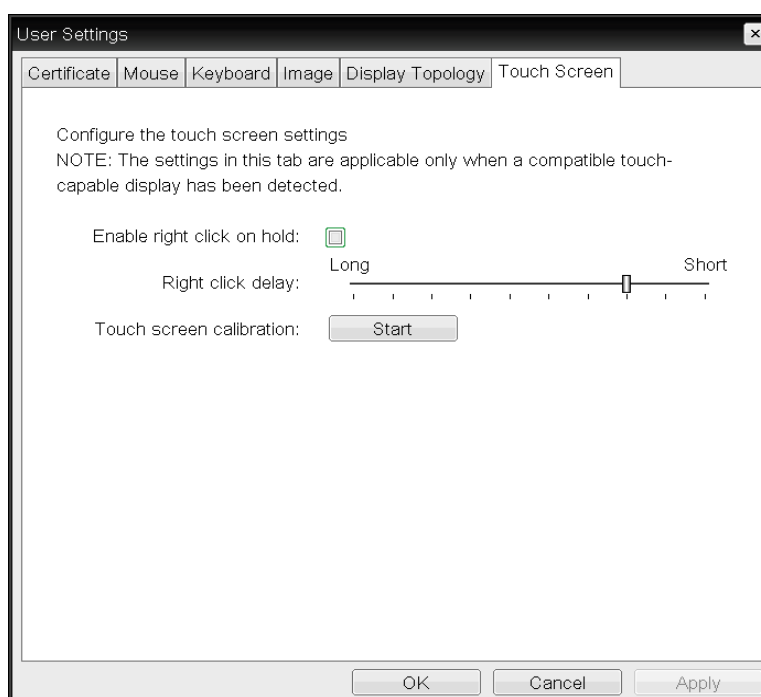 User Settings
Certificate Mouse Keyboard Image Display Topology Touch Screen
Configure the touch screen settings
NOTE: The settings in this tab are applicable only when a compatible touch-
capable display has been detected.
Enable right click on hold:
Long Short
Right click delay:
Touch screen calibration: Start
OK Cancel Apply